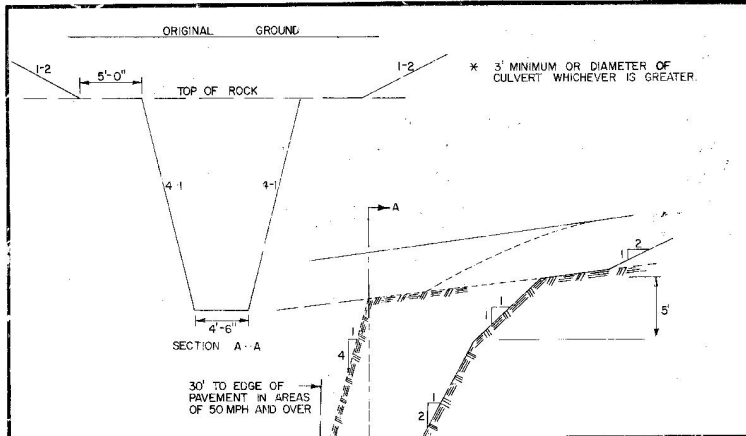 ORIGINAL GROUND
1-2
5'-0"
1-2
* 3' MINIMUM OR DIAMETER OF
CULVERT WHICHEVER IS GREATER.
TOP OF ROCK
4-1
4-1
A
2
1
1
1
5'
4'-6"
SECTION A-A
1
4
30' TO EDGE OF
PAVEMENT IN AREAS
OF 50 MPH AND OVER
1
2